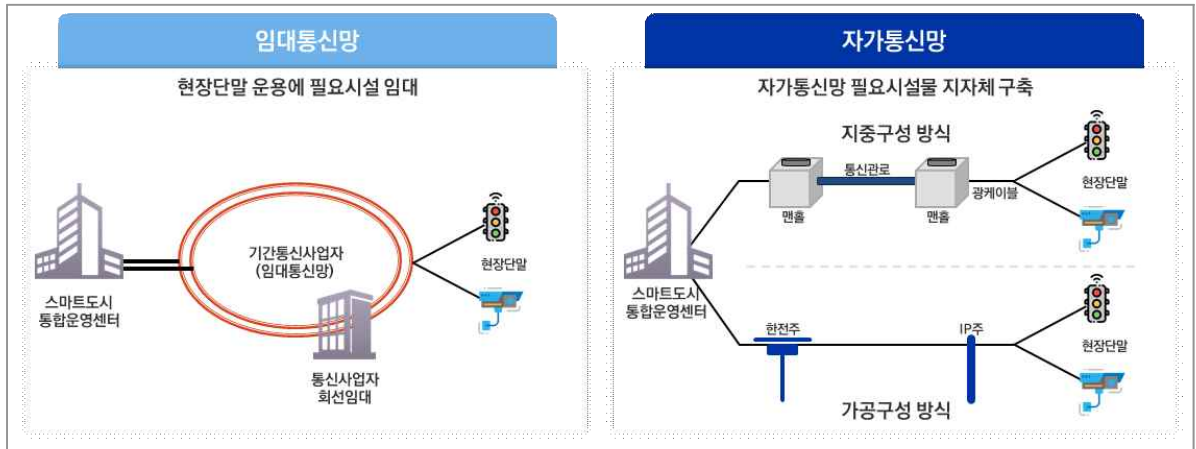 임대통신망
현장단말 운용에 필요시설 임대
기간통신사업자
(임대통신망)
현장단말
스마트도시
통합운영센터
통신사업자
회선임대
자가통신망
자가통신망 필요시설물 지자체 구축
지중구성 방식
통신관로
맨홀
맨홀
광케이블
현장단말
스마트도시
통합운영센터
한전주
IP주
현장단말
가공구성 방식